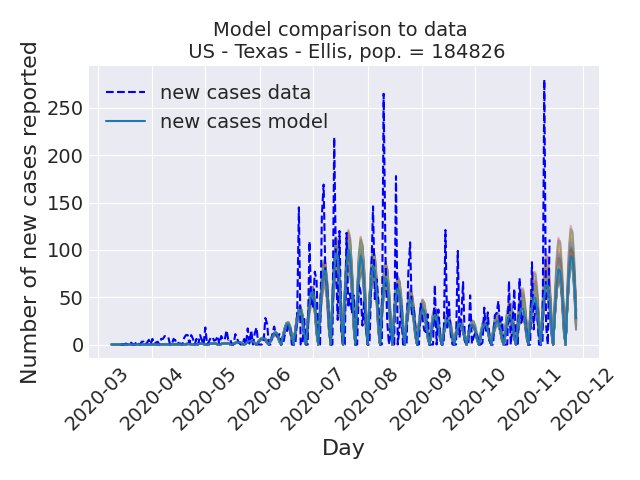 Model comparison to data
US - Texas - Ellis, pop. = 184826
Number of new cases reported
250
200
150
100
50
0
new cases data
new cases model
2020-03
2020-04
2020-05
2020-06
2020-07
2020-08
2020-09
2020-10
2020-11
2020-12
Day